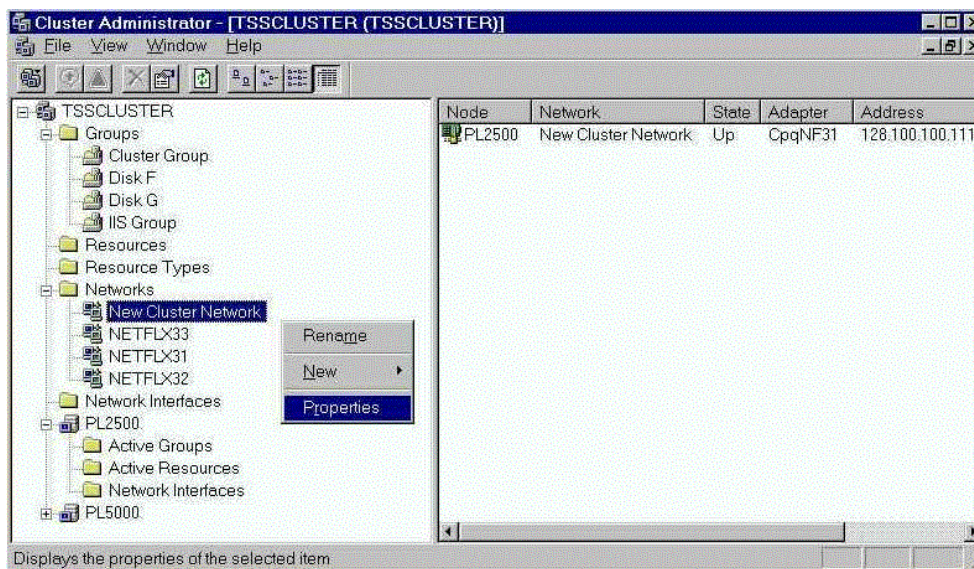 Cluster Administrator - [TSSCLUSTER (TSSCLUSTER)]
File View Window Help
TSSCLUSTER
Groups
Cluster Group
Disk F
Disk G
IIS Group
Resources
Resource Types
Networks
New Cluster Network
NETFLX33
NETFLX31
NETFLX32
Network Interfaces
PL2500
Active Groups
Active Resources
Network Interfaces
PL5000
Rename
New
Properties
Node Network State Adapter Address
PL2500 New Cluster Network Up CpqNF31 128.100.100.111
Displays the properties of the selected item